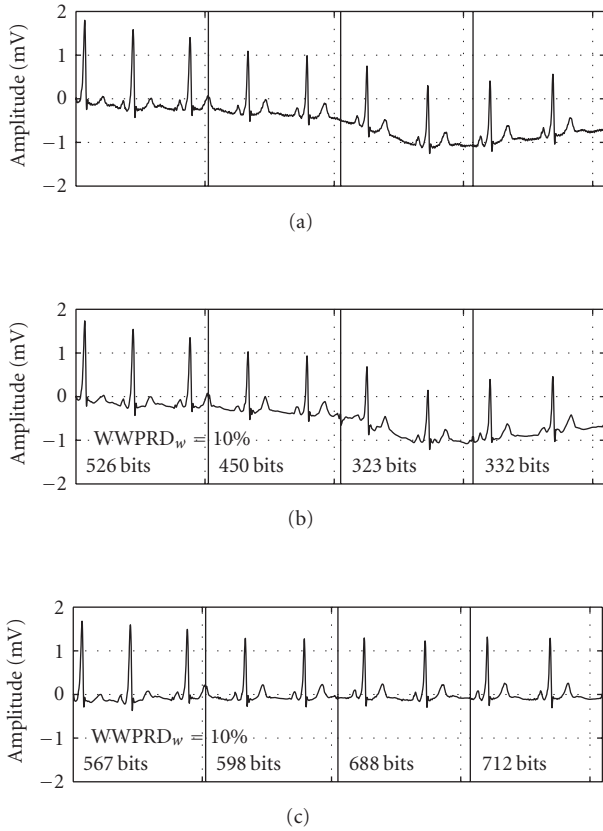 2
1
0
−1
−2
Amplitude (mV)
(a)
2
1
0
−1
−2
Amplitude (mV)
WWPRDw = 10%
526 bits 450 bits 323 bits 332 bits
(b)
2
1
0
−1
−2
Amplitude (mV)
WWPRDw = 10%
567 bits 598 bits 688 bits 712 bits
(c)